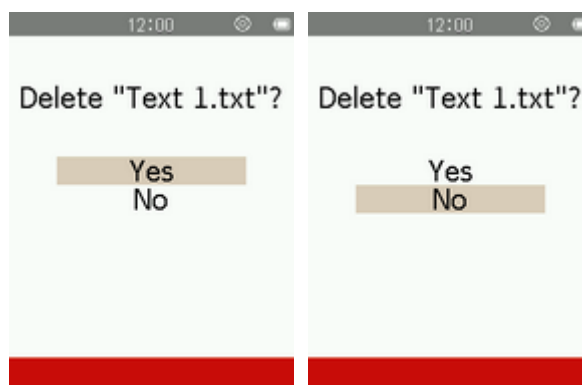 12:00
Delete "Text 1.txt"?
Yes
No
12:00
Delete "Text 1.txt"?
Yes
No